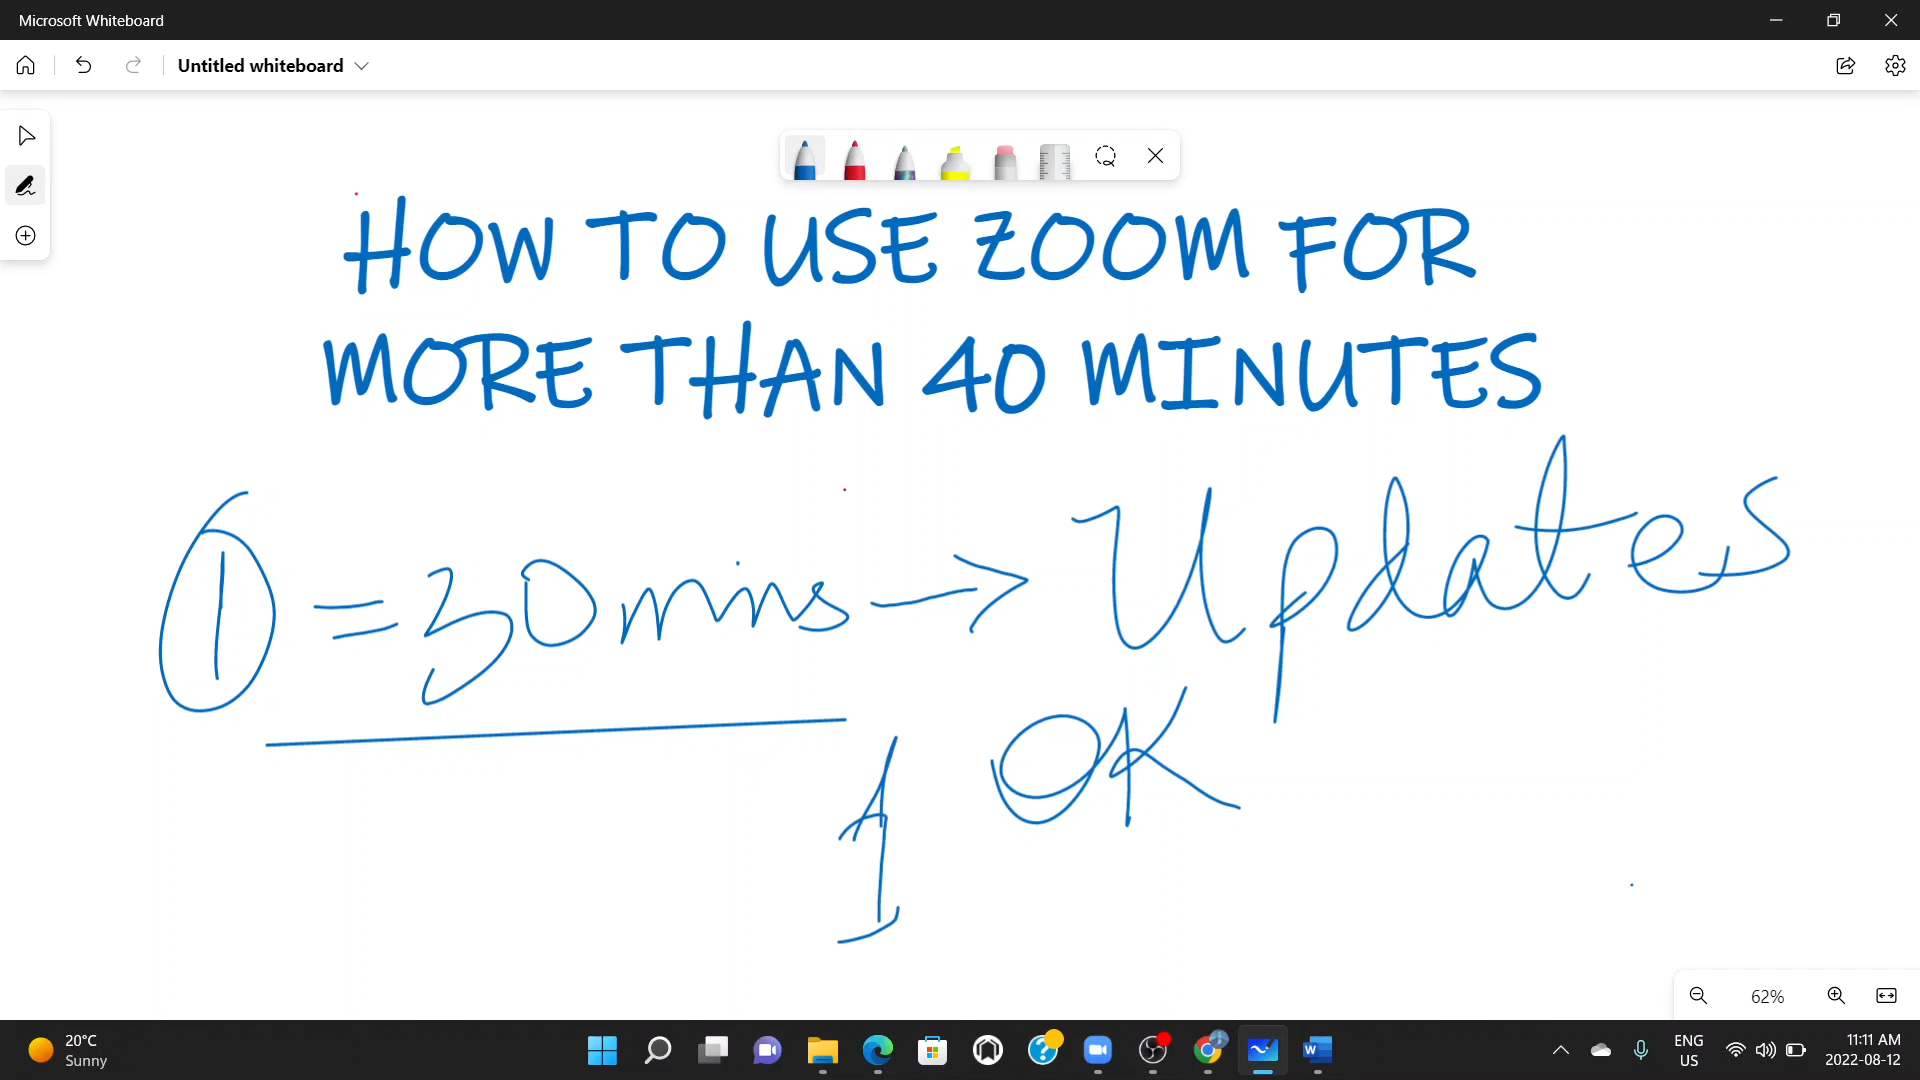 Microsoft Whiteboard
Untitled whiteboard
HOW TO USE ZOOM FOR
MORE THAN 40 MINUTES
1 = 30 mins → Updates
1 OK
62%
20°C
Sunny
ENG
US
11:11 AM
2022-08-12